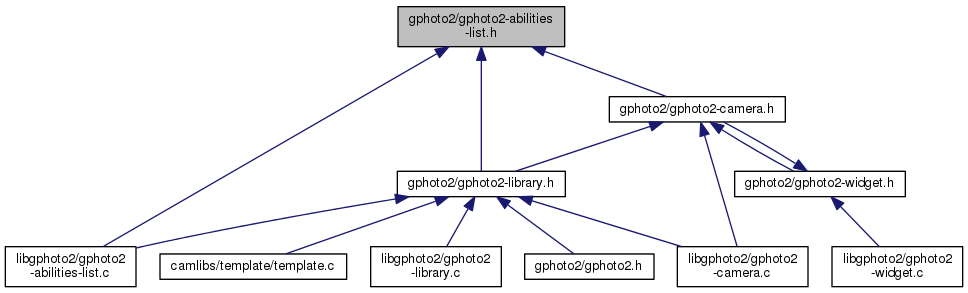 gphoto2/gphoto2-abilities
-list.h
gphoto2/gphoto2-camera.h
gphoto2/gphoto2-library.h
gphoto2/gphoto2-widget.h
libgphoto2/gphoto2
-abilities-list.c
camlibs/template/template.c
libgphoto2/gphoto2
-library.c
gphoto2/gphoto2.h
libgphoto2/gphoto2
-camera.c
libgphoto2/gphoto2
-widget.c